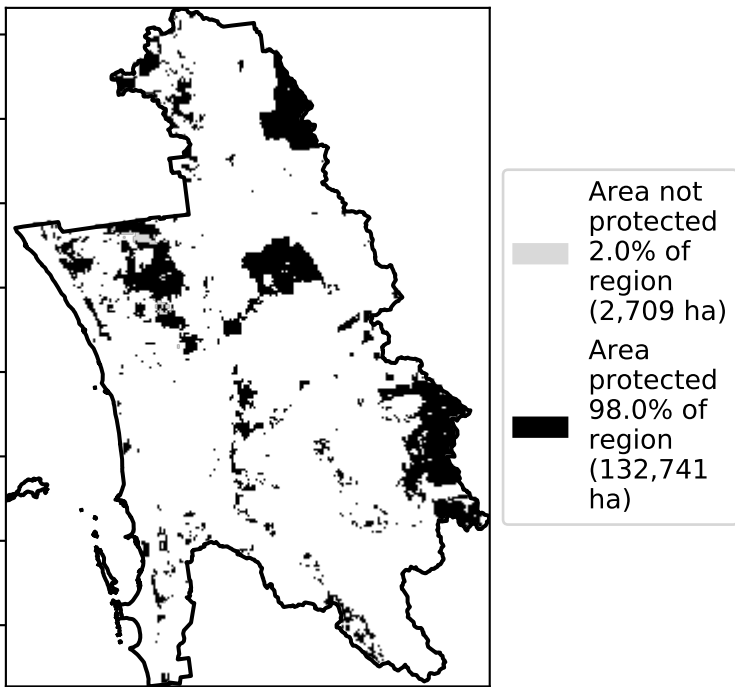 Area not
protected
2.0% of
region
(2,709 ha)
Area
protected
98.0% of
region
(132,741
ha)